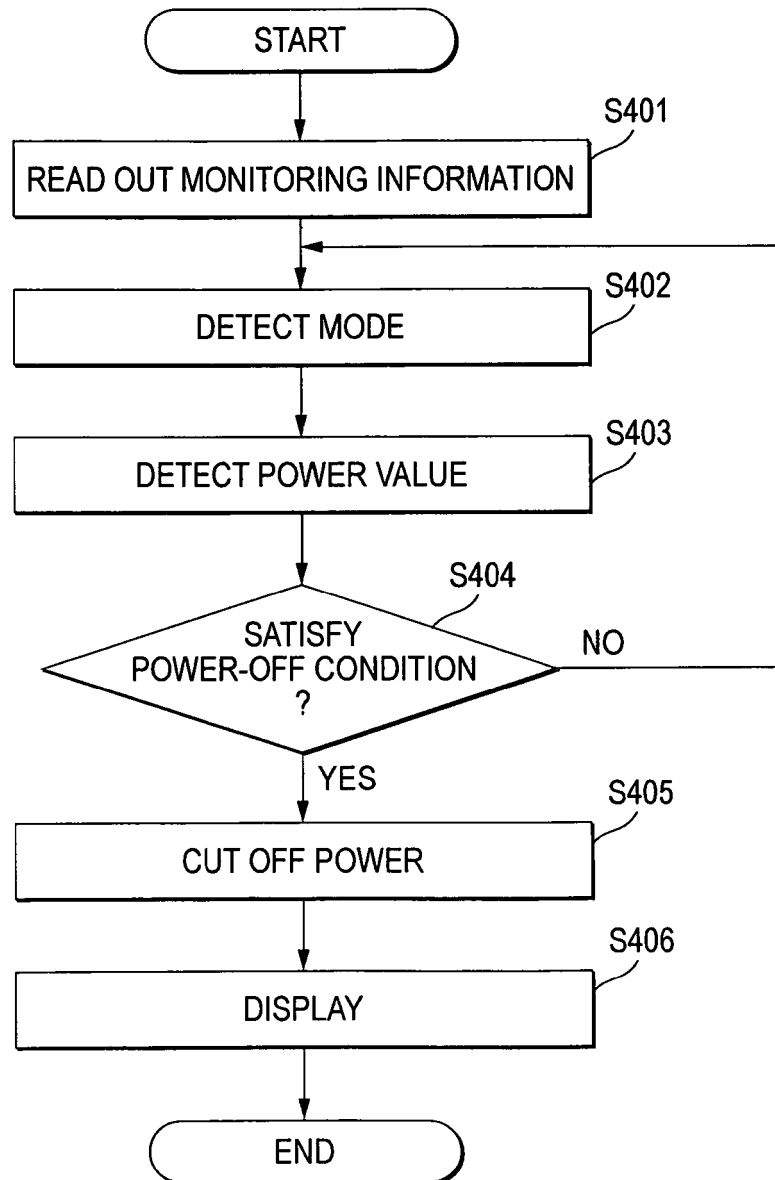 START
S401
READ OUT MONITORING INFORMATION
S402
DETECT MODE
S403
DETECT POWER VALUE
S404
SATISFY
POWER-OFF CONDITION
?
NO
YES
S405
CUT OFF POWER
S406
DISPLAY
END